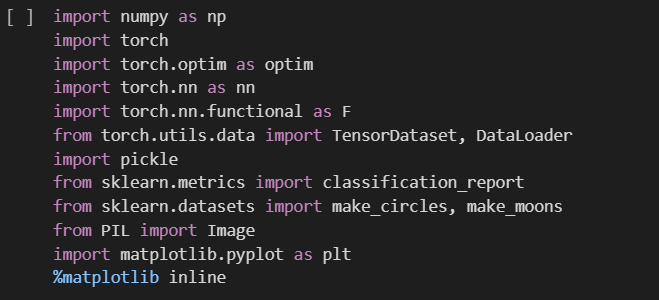 [ ] import numpy as np
import torch
import torch.optim as optim
import torch.nn as nn
import torch.nn.functional as F
from torch.utils.data import TensorDataset, DataLoader
import pickle
from sklearn.metrics import classification_report
from sklearn.datasets import make_circles, make_moons
from PIL import Image
import matplotlib.pyplot as plt
%matplotlib inline